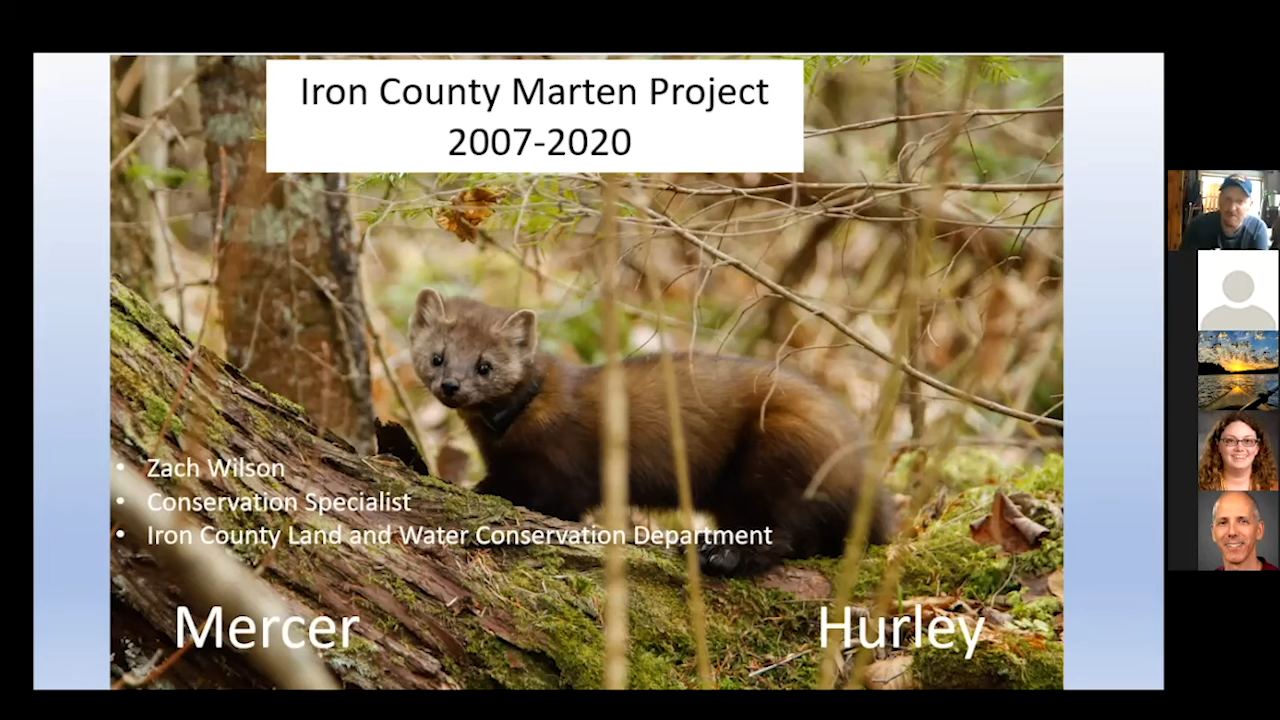 Iron County Marten Project
2007-2020
• Zach Wilson
• Conservation Specialist
• Iron County Land and Water Conservation Department
Mercer
Hurley